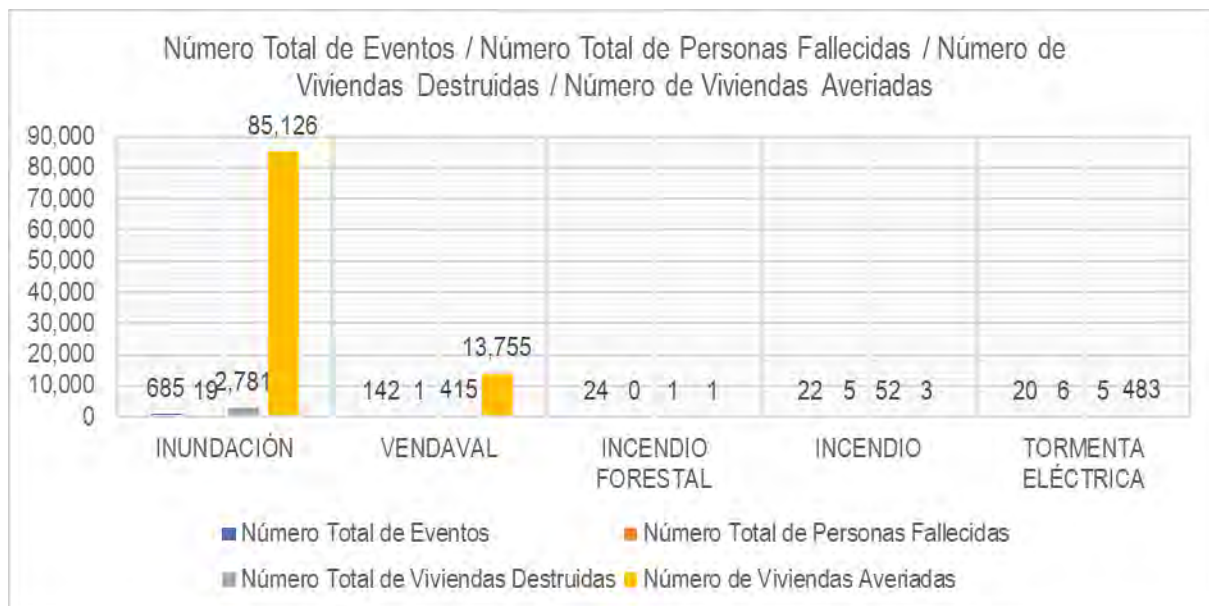 Número Total de Eventos / Número Total de Personas Fallecidas / Número de
Viviendas Destruidas / Número de Viviendas Averiadas
85,126
90,000
80,000
70,000
60,000
50,000
40,000
30,000
20,000
10,000
0
685 19 2,781
142 1 415 13,755
24 0 1 1
22 5 52 3
20 6 5 483
INUNDACIÓN VENDAVAL INCENDIO FORESTAL INCENDIO TORMENTA ELÉCTRICA
Número Total de Eventos Número Total de Personas Fallecidas
Número Total de Viviendas Destruidas Número de Viviendas Averiadas